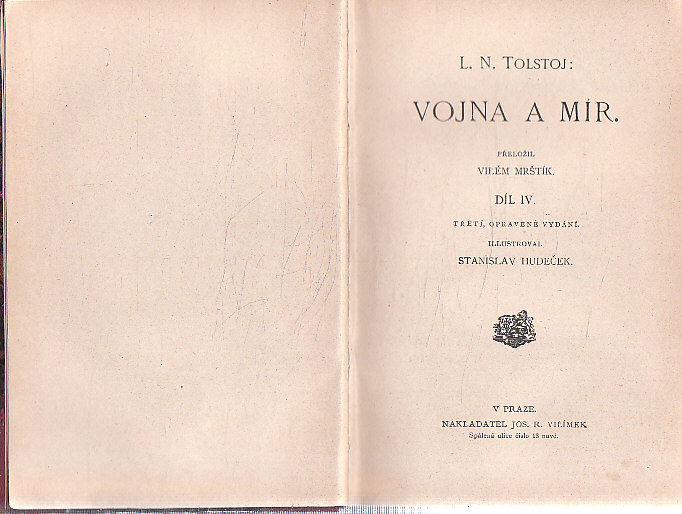 L. N. TOLSTOJ:
VOJNA A MÍR.
PŘELOŽIL
VILÉM MRŠTÍK.
DÍL IV.
TŘETÍ, OPRAVENÉ VYDÁNÍ.
ILLUSTROVAL
STANISLAV HUDEČEK.
V PRAZE.
NAKLADATEL JOS. R. VILÍMEK
Spálená ulice číslo 13 nové.